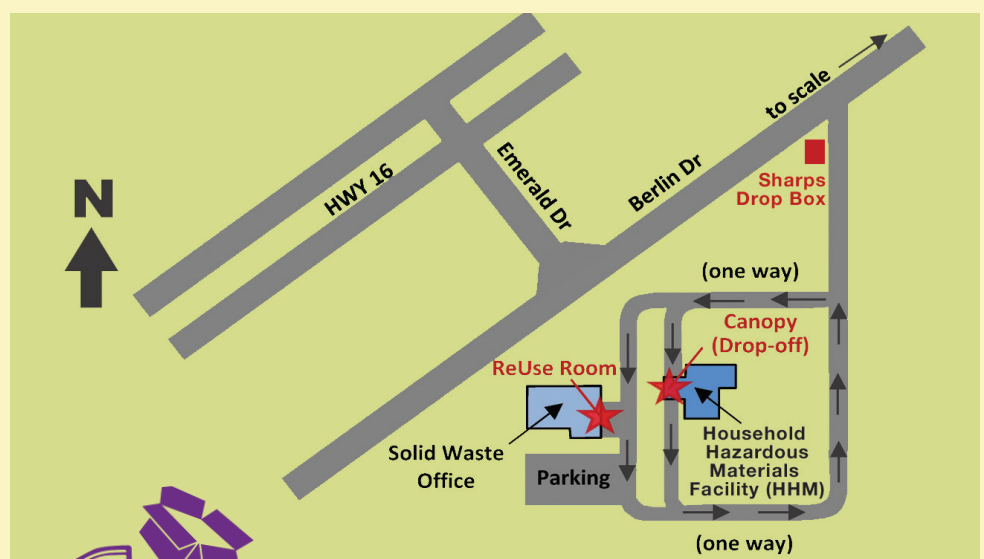 N
HWY 16
Emerald Dr
Berlin Dr
to scale
Sharps
Drop Box
(one way)
Canopy
(Drop-off)
ReUse Room
Solid Waste
Office
Household
Hazardous
Materials
Facility (HHM)
Parking
(one way)